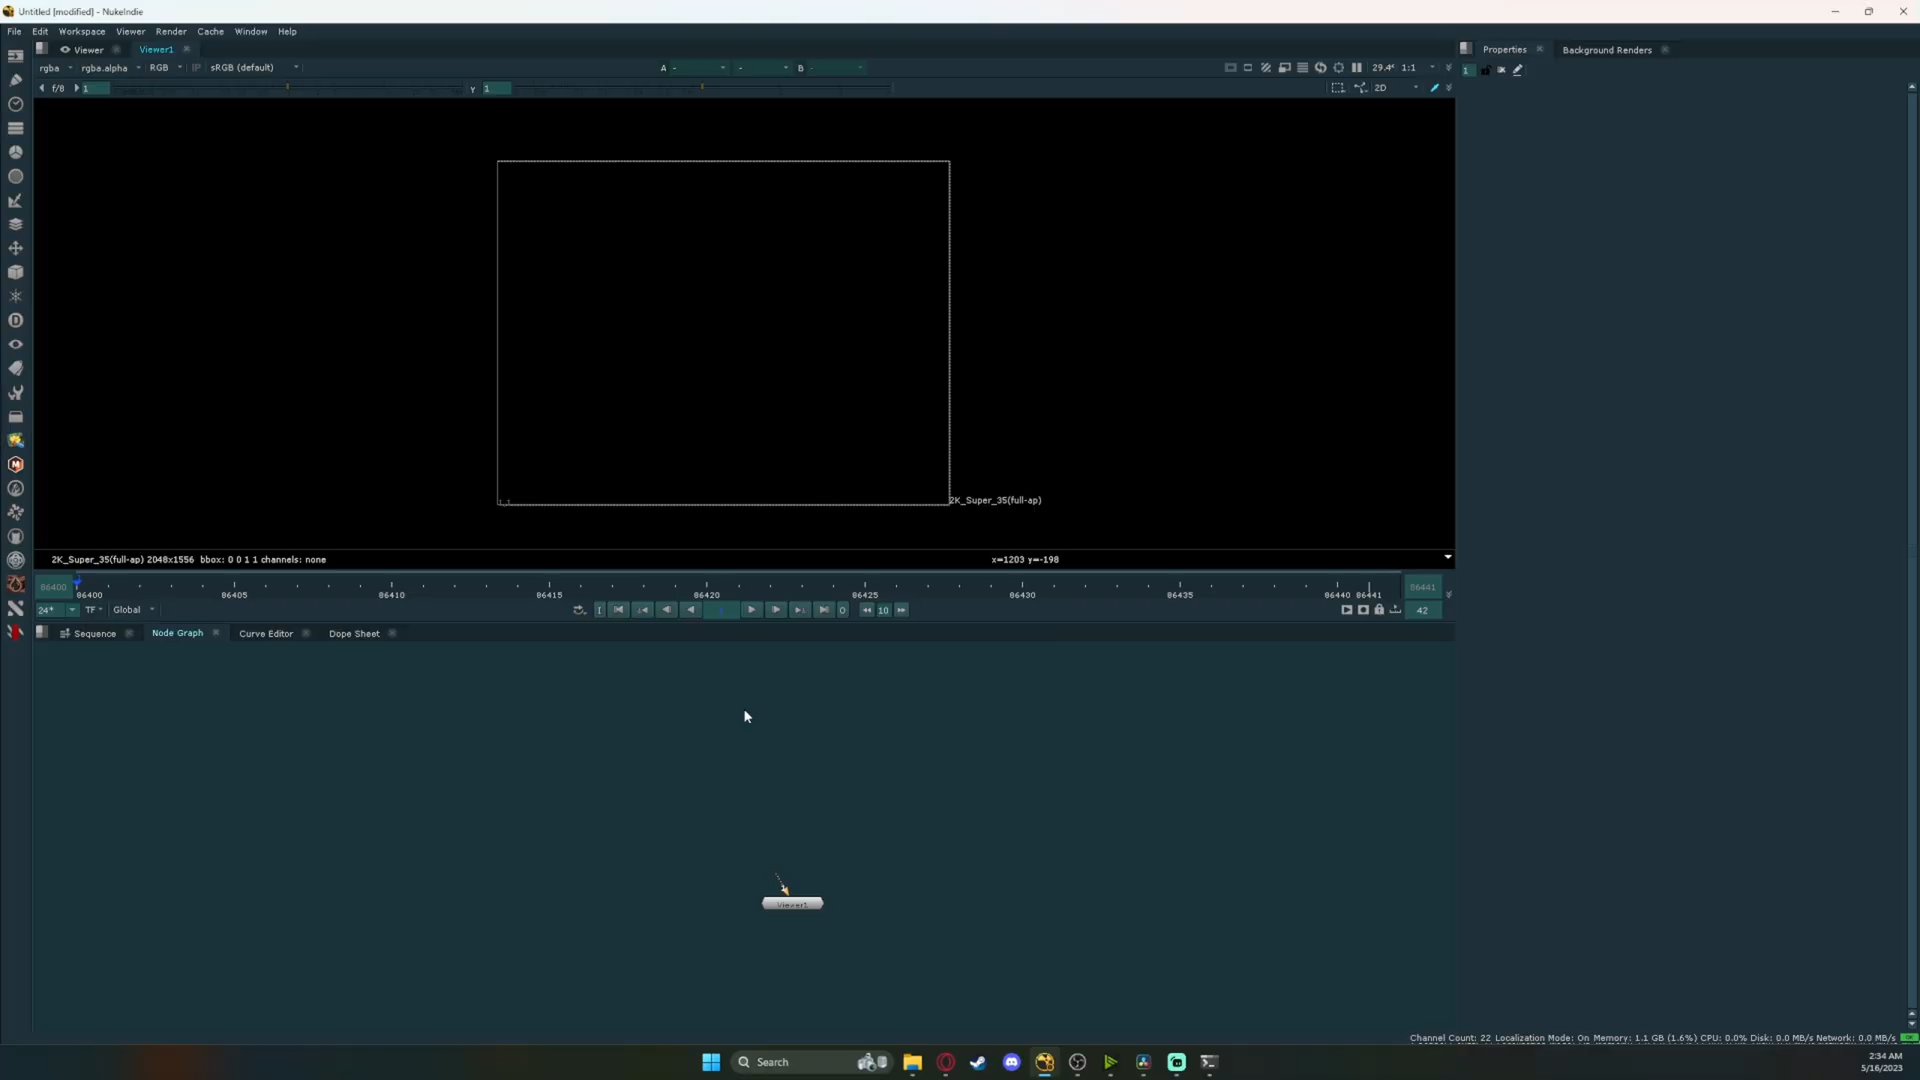 Untitled [modified] - NukeIndie
File Edit Workspace Viewer Render Cache Window Help
Viewer Viewer1 Properties Background Renders
rgba rgba.alpha RGB IP sRGB (default) A - - B - 1:1 1
f/8 1 Y 1 2D
2K_Super_35(full-ap)
2K_Super_35(full-ap) 2048x1556 bbox: 0 0 1 1 channels: none x=1203 y=-198
86400 86400 86405 86410 86415 86420 86425 86430 86435 86440 86441 86441
24* TF Global 10 42
Sequence Node Graph Curve Editor Dope Sheet
Viewer1
Channel Count: 22 Localization Mode: On Memory: 1.1 GB (1.6%) CPU: 0.0% Disk: 0.0 MB/s Network: 0.0 MB/s
Search
2:34 AM
5/16/2023